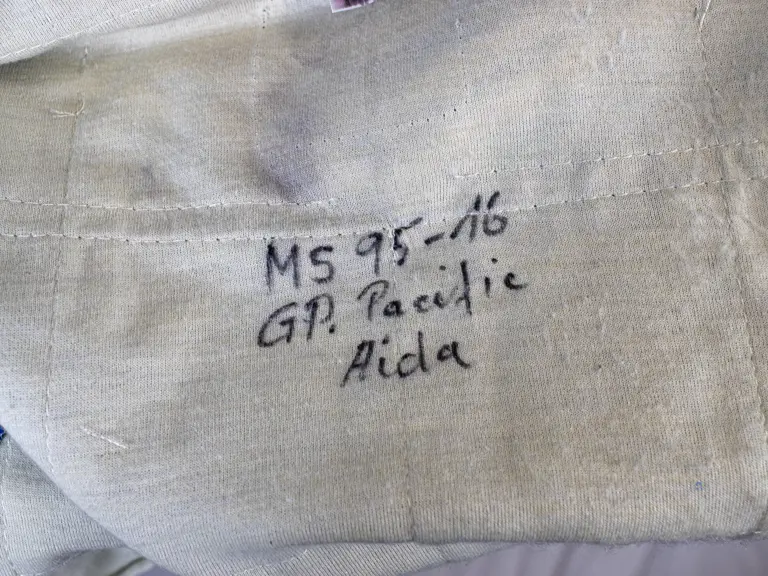 MS 95-16
GP. Pacific
Aida